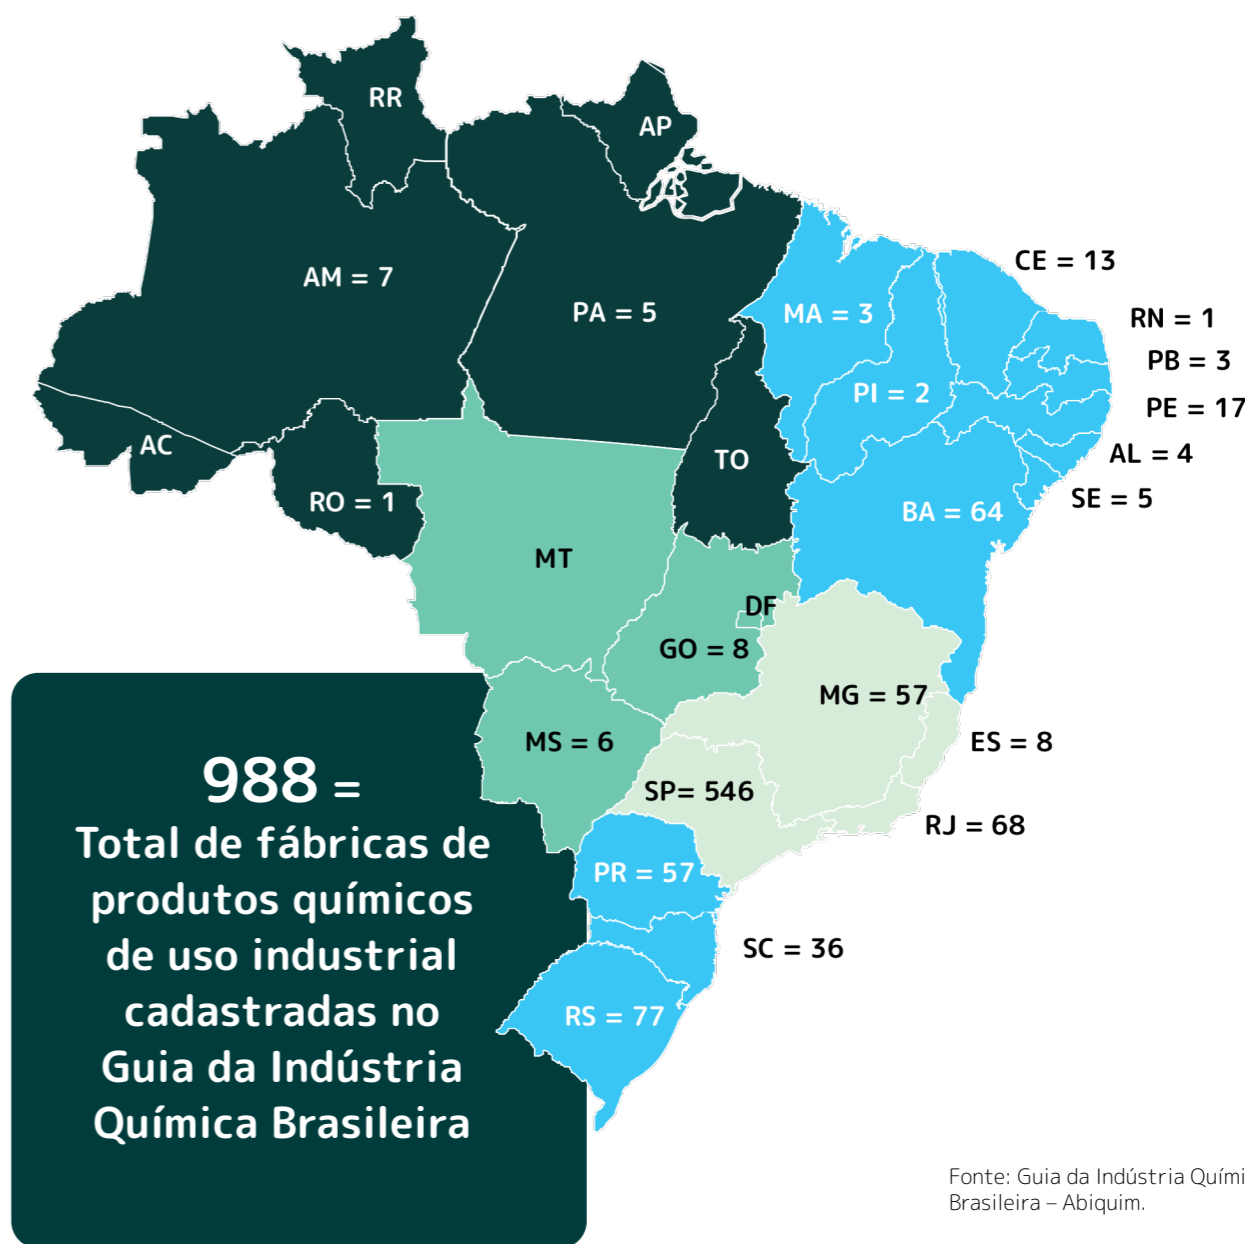 RR
AP
CE = 13
AM = 7
PA = 5
MA = 3
RN = 1
PB = 3
PI = 2
PE = 17
AC
TO
AL = 4
RO = 1
SE = 5
BA = 64
MT
DF
GO = 8
MG = 57
MS = 6
ES = 8
SP= 546
RJ = 68
PR = 57
SC = 36
RS = 77
988 =
Total de fábricas de
produtos químicos
de uso industrial
cadastradas no
Guia da Indústria
Química Brasileira
Fonte: Guia da Indústria Quími
Brasileira – Abiquim.